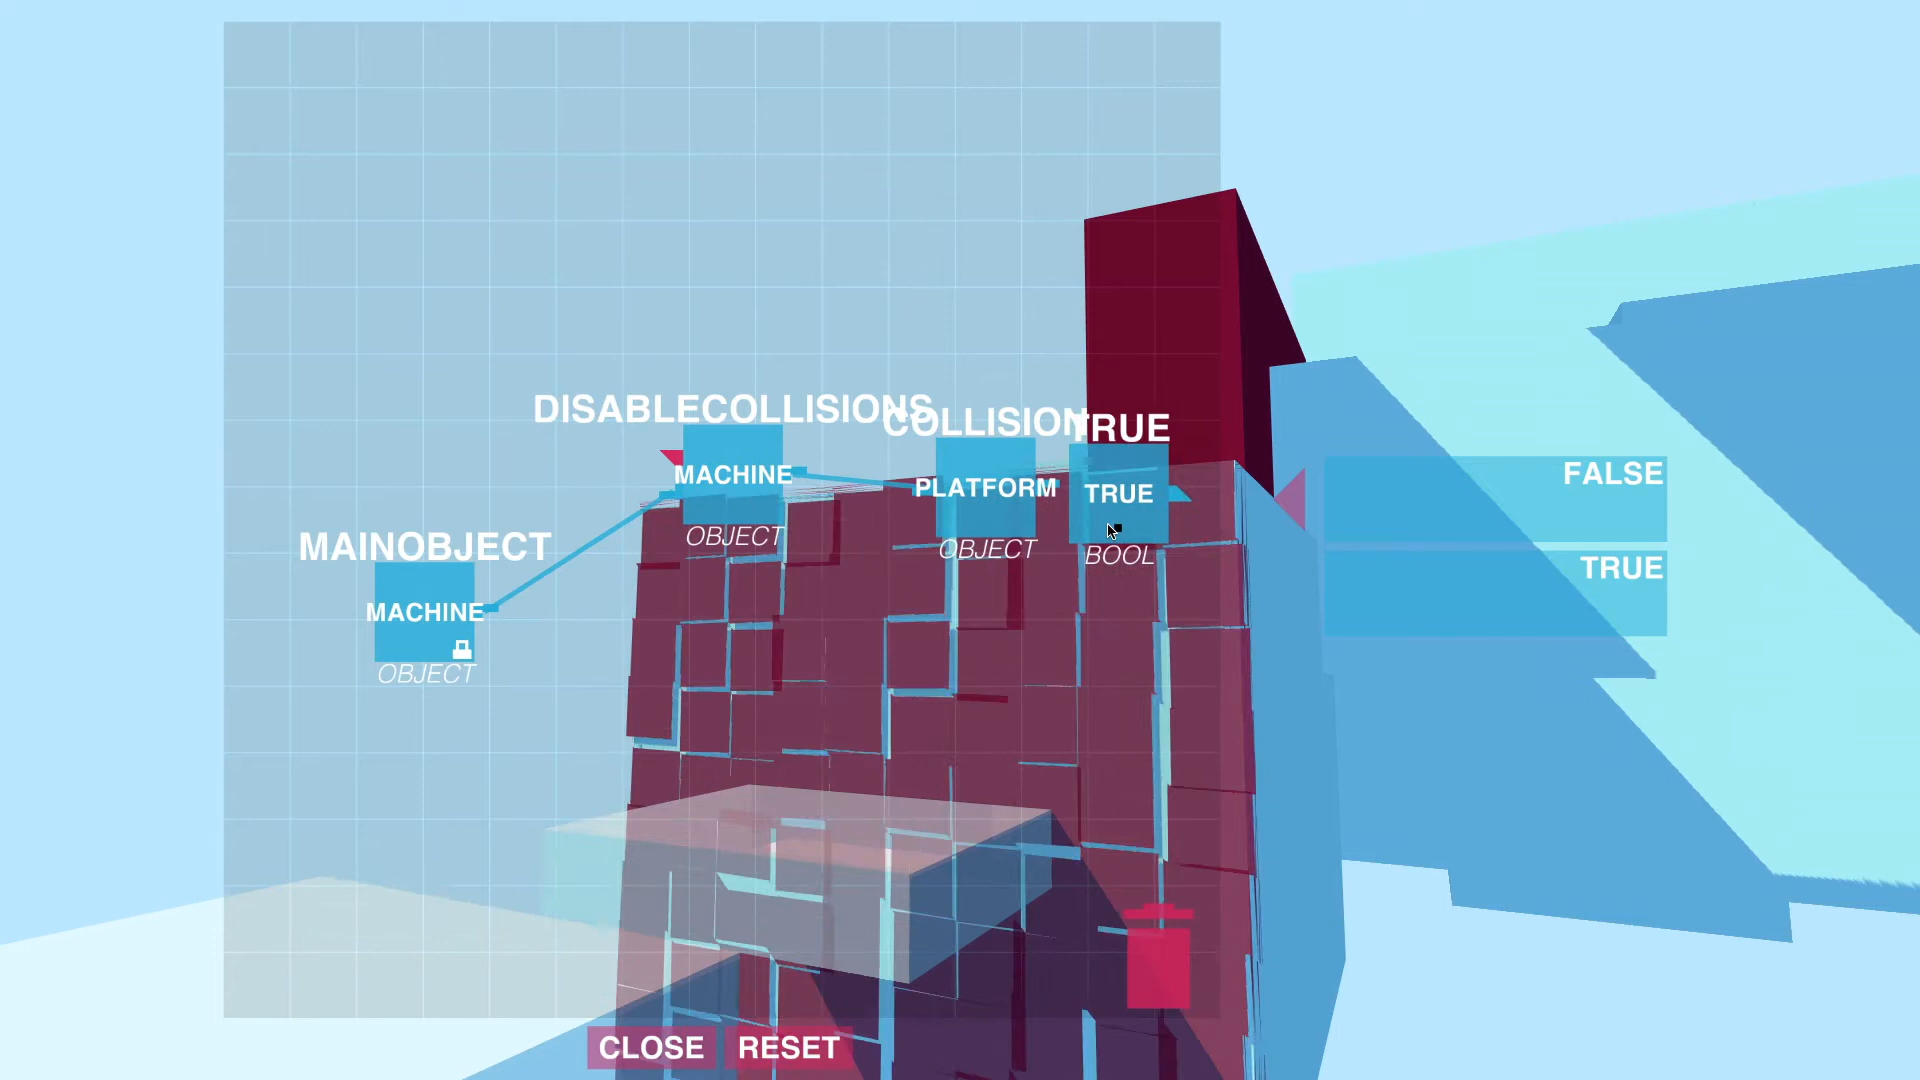 DISABLECOLLISIONS
MACHINE
OBJECT
COLLISION
PLATFORM
OBJECT
TRUE
TRUE
BOOL
FALSE
TRUE
MAINOBJECT
MACHINE
OBJECT
CLOSE
RESET